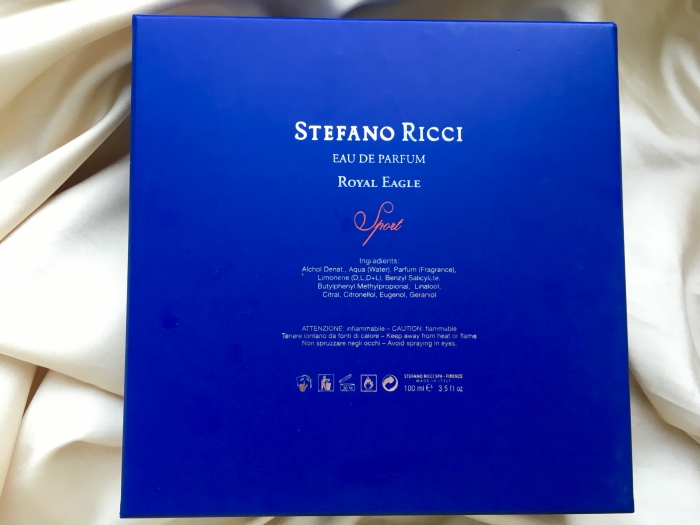 STEFANO RICCI
EAU DE PARFUM
ROYAL EAGLE
Sport
Ingredients:
Alchol Denat., Aqua (Water), Parfum (Fragrance),
Limonene (D,L,D+L), Benzyl Salicylate,
Butylphenyl Methylpropional, Linalool,
Citral, Citronellol, Eugenol, Geraniol
ATTENZIONE: infiammabile – CAUTION: flammable
Tenere lontano da fonti di calore – Keep away from heat or flame
Non spruzzare negli occhi – Avoid spraying in eyes.
STEFANO RICCI SPA - FIRENZE
MADE IN ITALY
100 ml e 3.5 fl oz